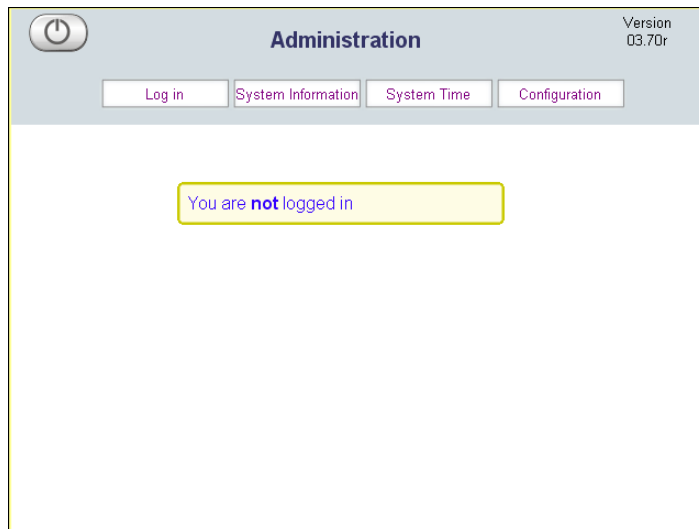 Administration
Version
03.70r
Log in
System Information
System Time
Configuration
You are not logged in